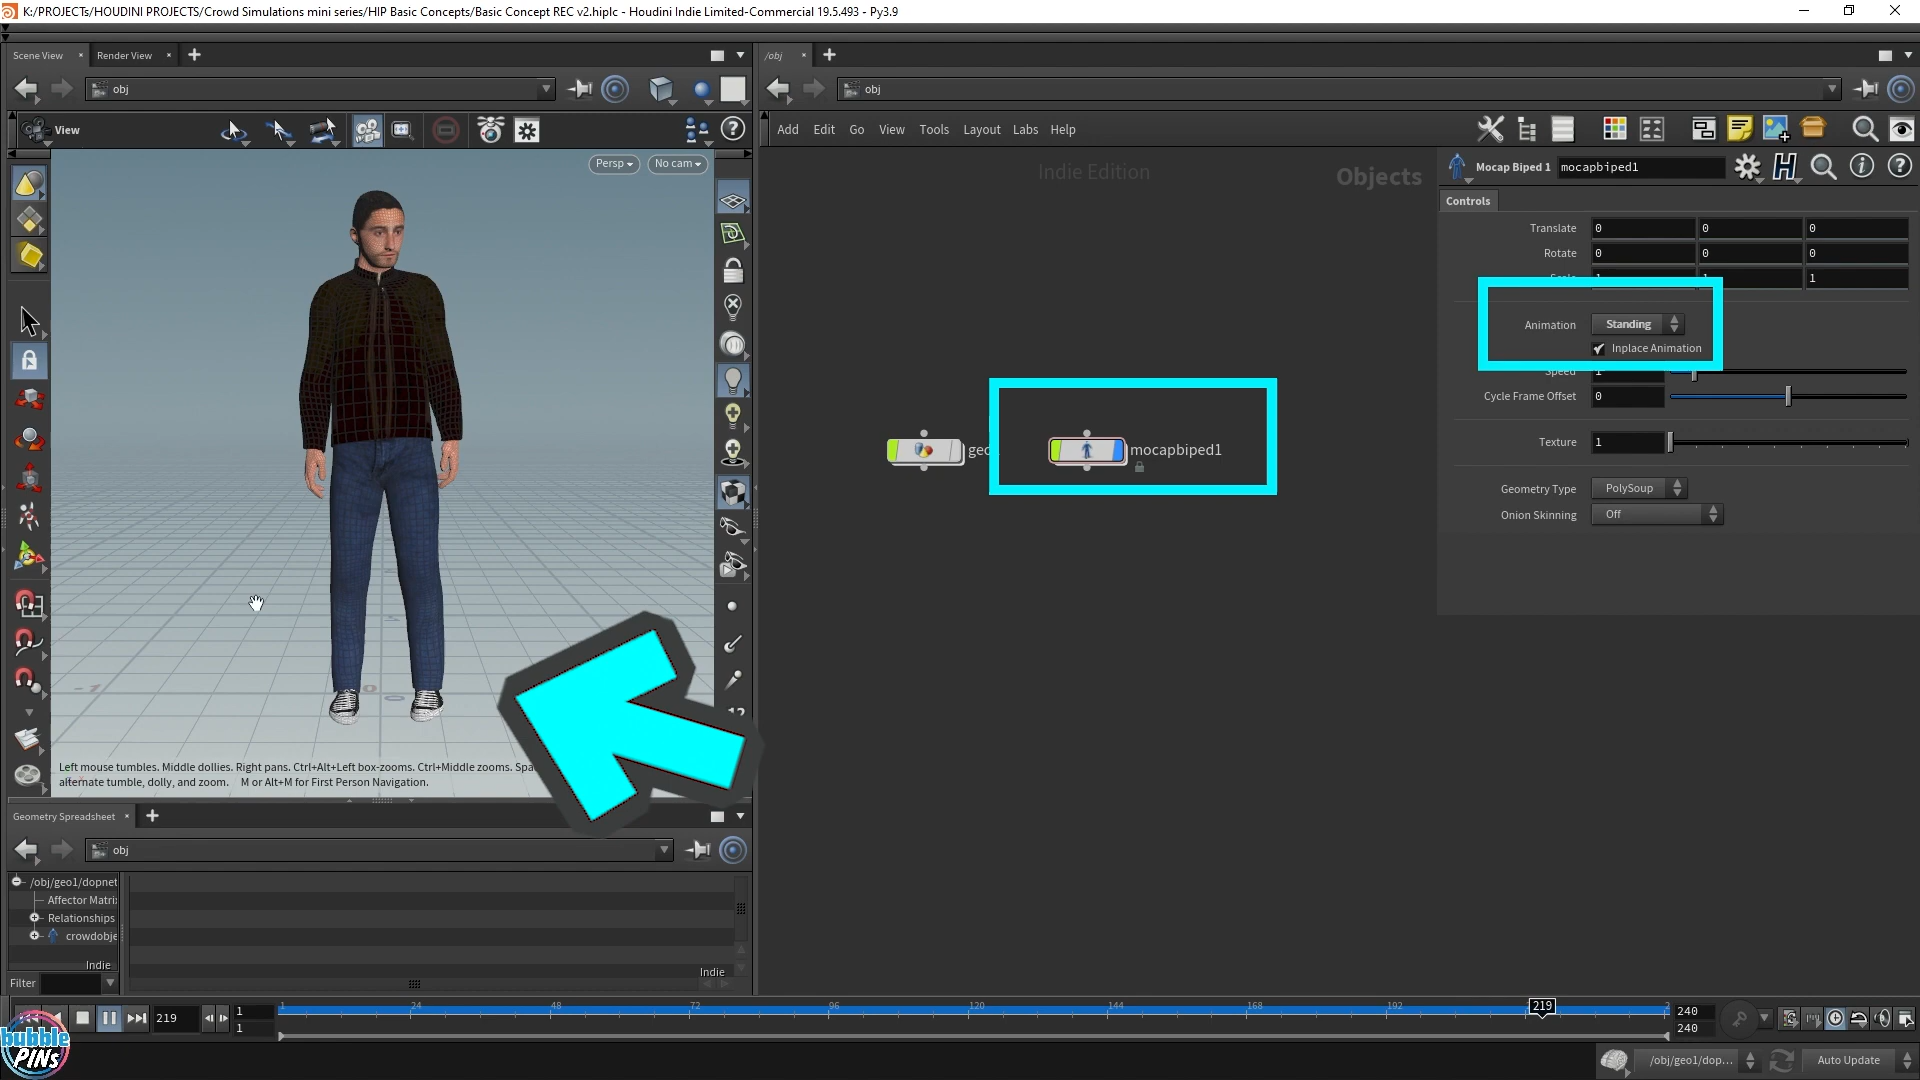 K:/PROJECTs/HOUDINI PROJECTS/Crowd Simulations mini series/HIP Basic Concepts/Basic Concept REC v2.hiplc - Houdini Indie Limited-Commercial 19.5.493 - Py3.9
Scene View
Render View
/obj
obj
obj
View
Add Edit Go View Tools Layout Labs Help
Persp
No cam
Indie Edition
Objects
Mocap Biped 1 mocapbiped1
Controls
Translate 0 0 0
Rotate 0 0 0
1
Animation Standing
Inplace Animation
Speed 1
Cycle Frame Offset 0
Texture 1
Geometry Type PolySoup
Onion Skinning Off
geo
mocapbiped1
Left mouse tumbles. Middle dollies. Right pans. Ctrl+Alt+Left box-zooms. Ctrl+Middle zooms.
alternate tumble, dolly, and zoom. M or Alt+M for First Person Navigation.
Geometry Spreadsheet
obj
/obj/geo1/dopnet
Affector Matri
Relationships
crowdobje
Indie
Indie
Filter
219
1
1
1 24 48 72 96 120 144 168 192 219 2
240
240
bubble
PINs
/obj/geo1/dop... Auto Update